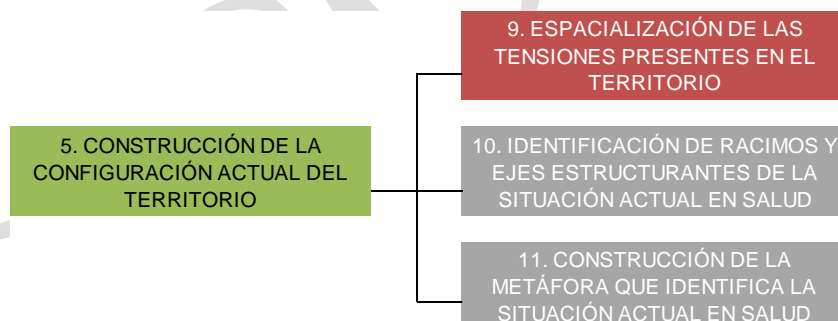 9. ESPACIALIZACIÓN DE LAS
TENSIONES PRESENTES EN EL
TERRITORIO
5. CONSTRUCCIÓN DE LA
CONFIGURACIÓN ACTUAL DEL
TERRITORIO
10. IDENTIFICACIÓN DE RACIMOS Y
EJES ESTRUCTURANTES DE LA
SITUACIÓN ACTUAL EN SALUD
11. CONSTRUCCIÓN DE LA
METÁFORA QUE IDENTIFICA LA
SITUACIÓN ACTUAL EN SALUD